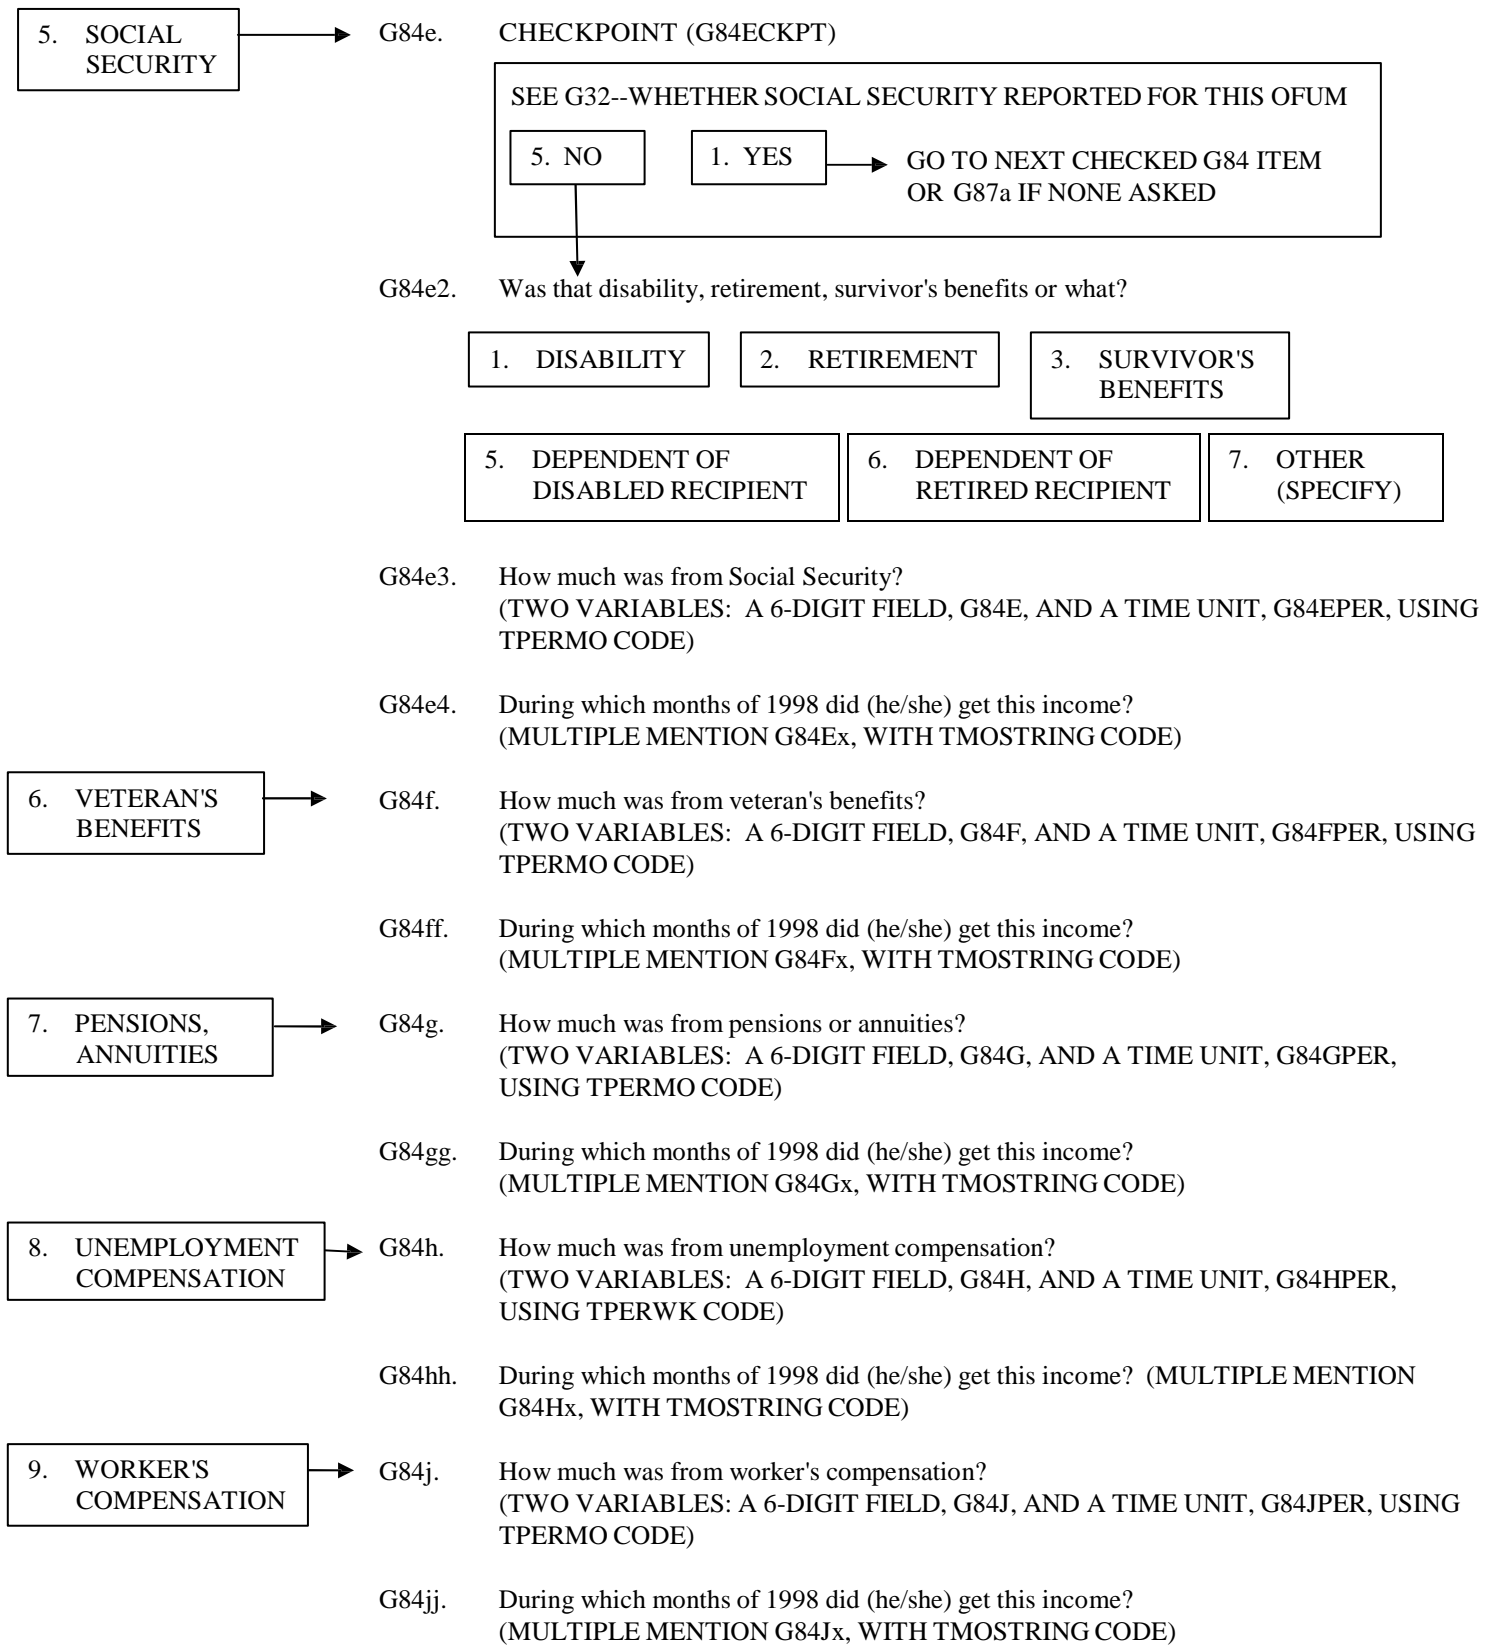 5. SOCIAL
SECURITY
G84e. CHECKPOINT (G84ECKPT)
SEE G32--WHETHER SOCIAL SECURITY REPORTED FOR THIS OFUM
5. NO
1. YES
GO TO NEXT CHECKED G84 ITEM
OR G87a IF NONE ASKED
G84e2. Was that disability, retirement, survivor's benefits or what?
1. DISABILITY
2. RETIREMENT
3. SURVIVOR'S
BENEFITS
5. DEPENDENT OF
DISABLED RECIPIENT
6. DEPENDENT OF
RETIRED RECIPIENT
7. OTHER
(SPECIFY)
G84e3. How much was from Social Security?
(TWO VARIABLES: A 6-DIGIT FIELD, G84E, AND A TIME UNIT, G84EPER, USING
TPERMO CODE)
G84e4. During which months of 1998 did (he/she) get this income?
(MULTIPLE MENTION G84Ex, WITH TMOSTRING CODE)
6. VETERAN'S
BENEFITS
G84f. How much was from veteran's benefits?
(TWO VARIABLES: A 6-DIGIT FIELD, G84F, AND A TIME UNIT, G84FPER, USING
TPERMO CODE)
G84ff. During which months of 1998 did (he/she) get this income?
(MULTIPLE MENTION G84Fx, WITH TMOSTRING CODE)
7. PENSIONS,
ANNUITIES
G84g. How much was from pensions or annuities?
(TWO VARIABLES: A 6-DIGIT FIELD, G84G, AND A TIME UNIT, G84GPER,
USING TPERMO CODE)
G84gg. During which months of 1998 did (he/she) get this income?
(MULTIPLE MENTION G84Gx, WITH TMOSTRING CODE)
8. UNEMPLOYMENT
COMPENSATION
G84h. How much was from unemployment compensation?
(TWO VARIABLES: A 6-DIGIT FIELD, G84H, AND A TIME UNIT, G84HPER,
USING TPERWK CODE)
G84hh. During which months of 1998 did (he/she) get this income? (MULTIPLE MENTION
G84Hx, WITH TMOSTRING CODE)
9. WORKER'S
COMPENSATION
G84j. How much was from worker's compensation?
(TWO VARIABLES: A 6-DIGIT FIELD, G84J, AND A TIME UNIT, G84JPER, USING
TPERMO CODE)
G84jj. During which months of 1998 did (he/she) get this income?
(MULTIPLE MENTION G84Jx, WITH TMOSTRING CODE)